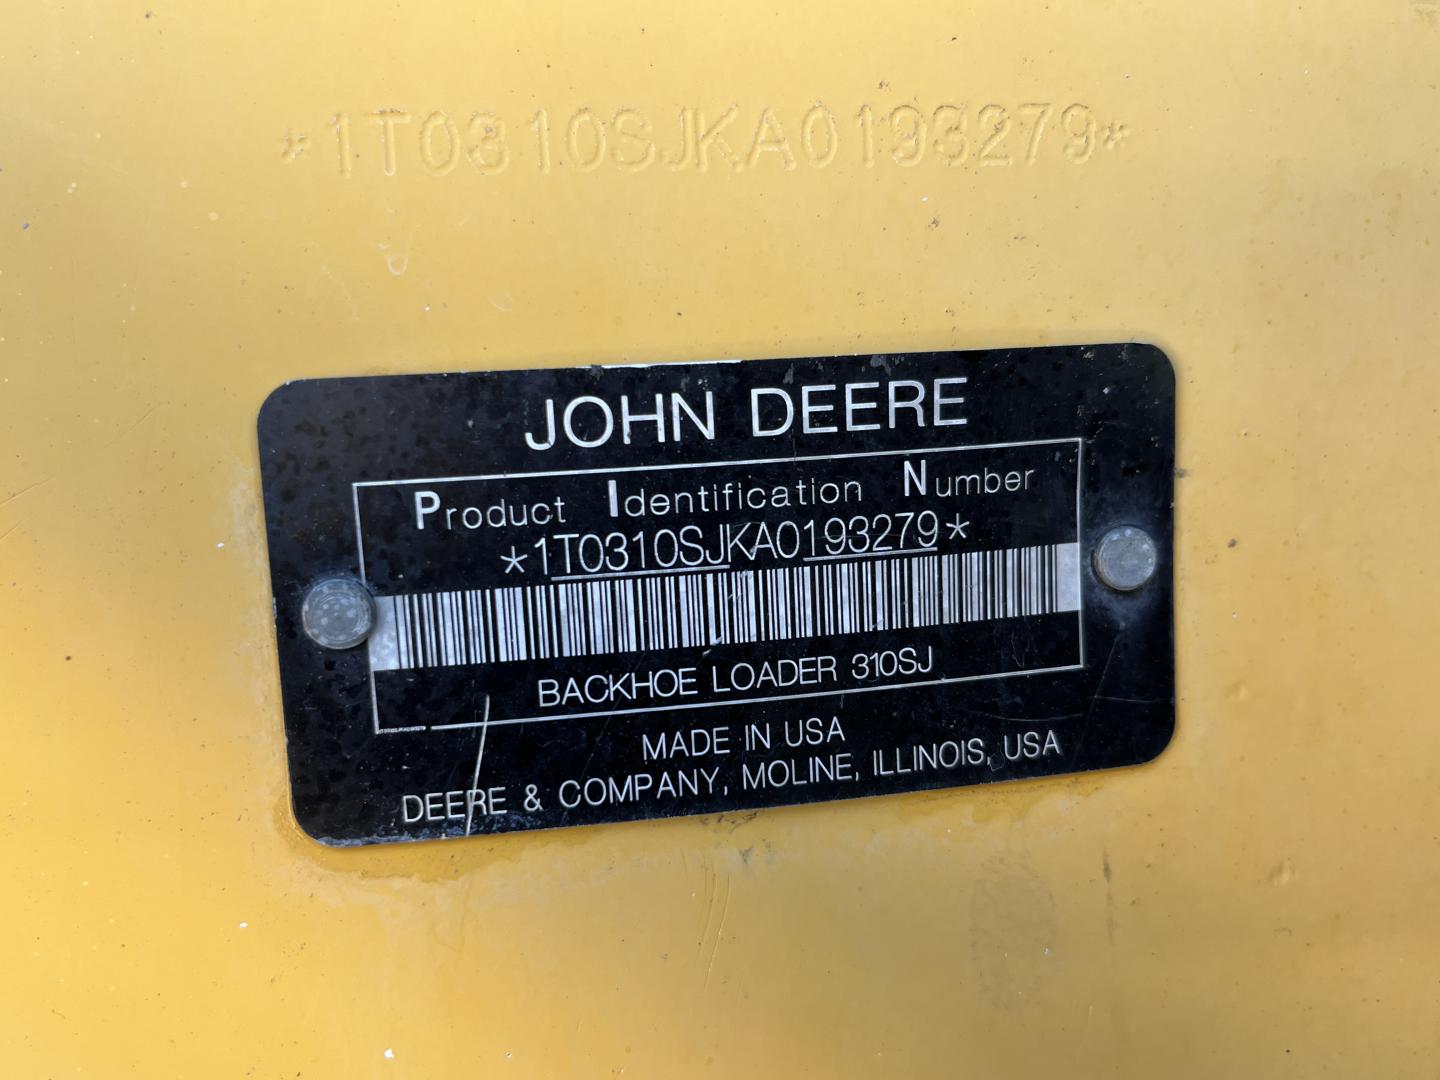 *1T0310SJKA0193279*
JOHN DEERE
Product Identification Number
*1T0310SJKA0193279*
BACKHOE LOADER 310SJ
MADE IN USA
DEERE & COMPANY, MOLINE, ILLINOIS, USA